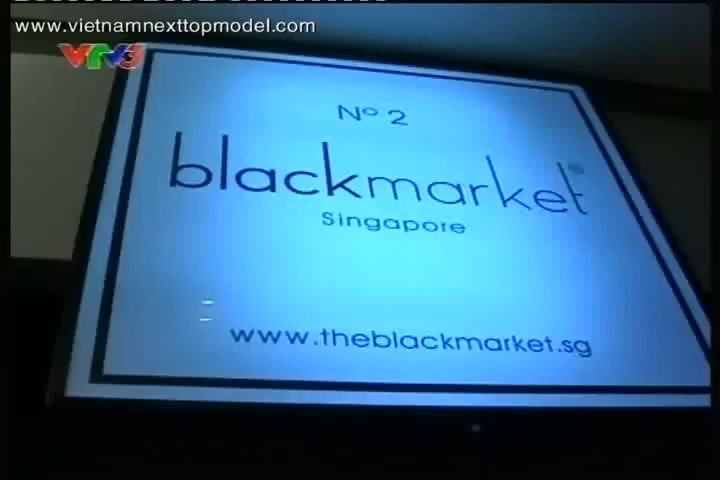 www.vietnamnexttopmodel.com
VTV3
Nº 2
blackmarket®
Singapore
www.theblackmarket.sg